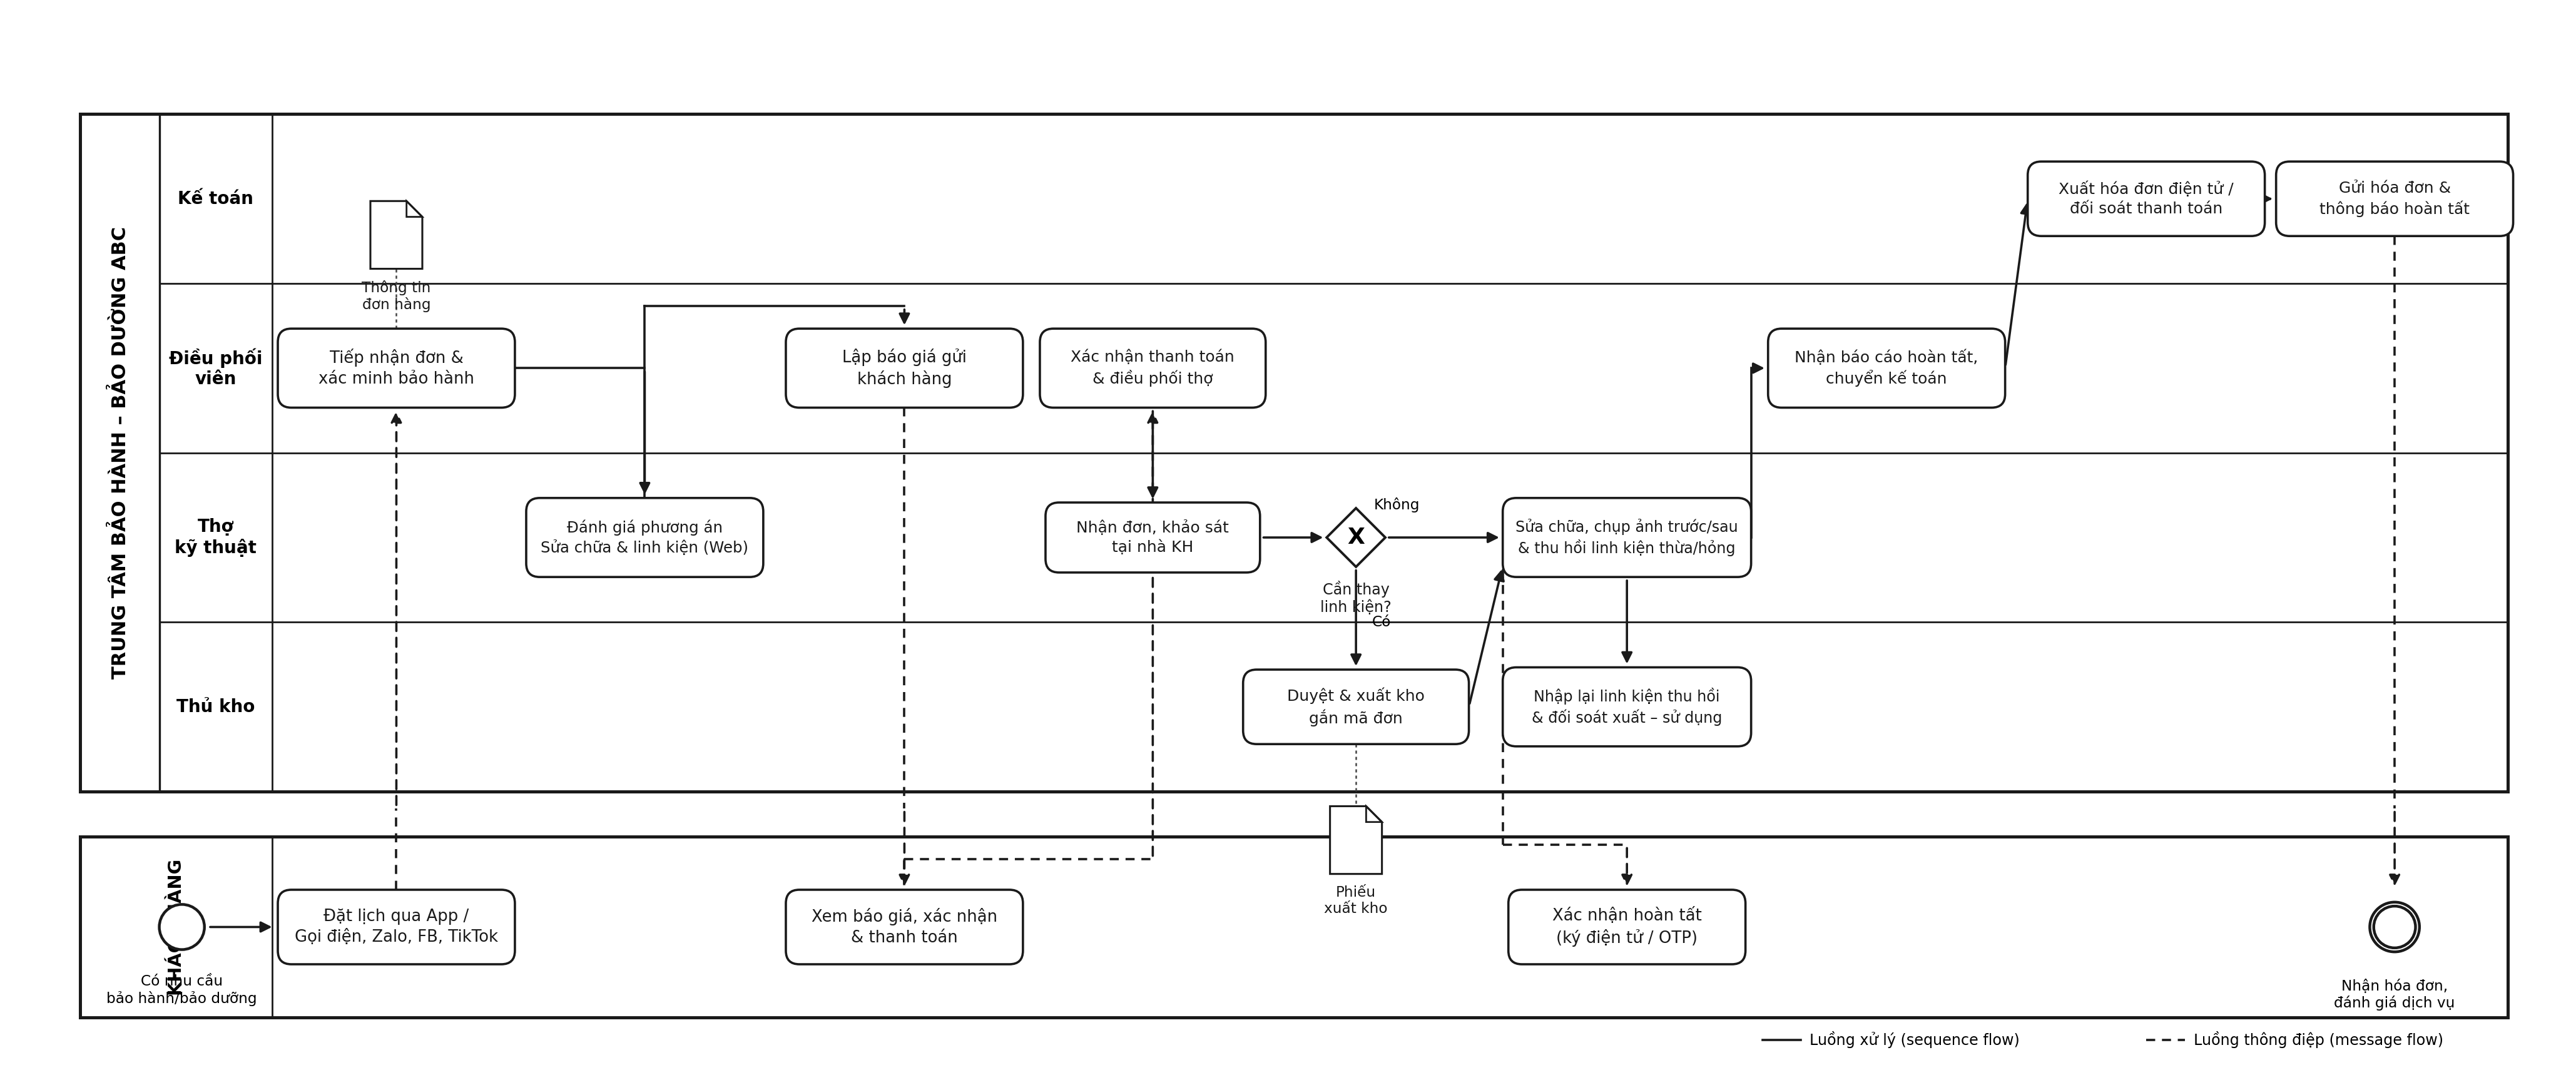 TRUNG TÂM BẢO HÀNH – BẢO DƯỠNG ABC
Kế toán
Thông tin
đơn hàng
Xuất hóa đơn điện tử /
đối soát thanh toán
Gửi hóa đơn &
thông báo hoàn tất
Điều phối
viên
Tiếp nhận đơn &
xác minh bảo hành
Lập báo giá gửi
khách hàng
Xác nhận thanh toán
& điều phối thợ
Nhận báo cáo hoàn tất,
chuyển kế toán
Thợ
kỹ thuật
Đánh giá phương án
Sửa chữa & linh kiện (Web)
Nhận đơn, khảo sát
tại nhà KH
X
Không
Cần thay
linh kiện?
Có
Sửa chữa, chụp ảnh trước/sau
& thu hồi linh kiện thừa/hỏng
Thủ kho
Duyệt & xuất kho
gắn mã đơn
Nhập lại linh kiện thu hồi
& đối soát xuất – sử dụng
Phiếu
xuất kho
Có nhu cầu
bảo hành/bảo dưỡng
Đặt lịch qua App /
Gọi điện, Zalo, FB, TikTok
Xem báo giá, xác nhận
& thanh toán
Xác nhận hoàn tất
(ký điện tử / OTP)
Nhận hóa đơn,
đánh giá dịch vụ
Luồng xử lý (sequence flow)
Luồng thông điệp (message flow)